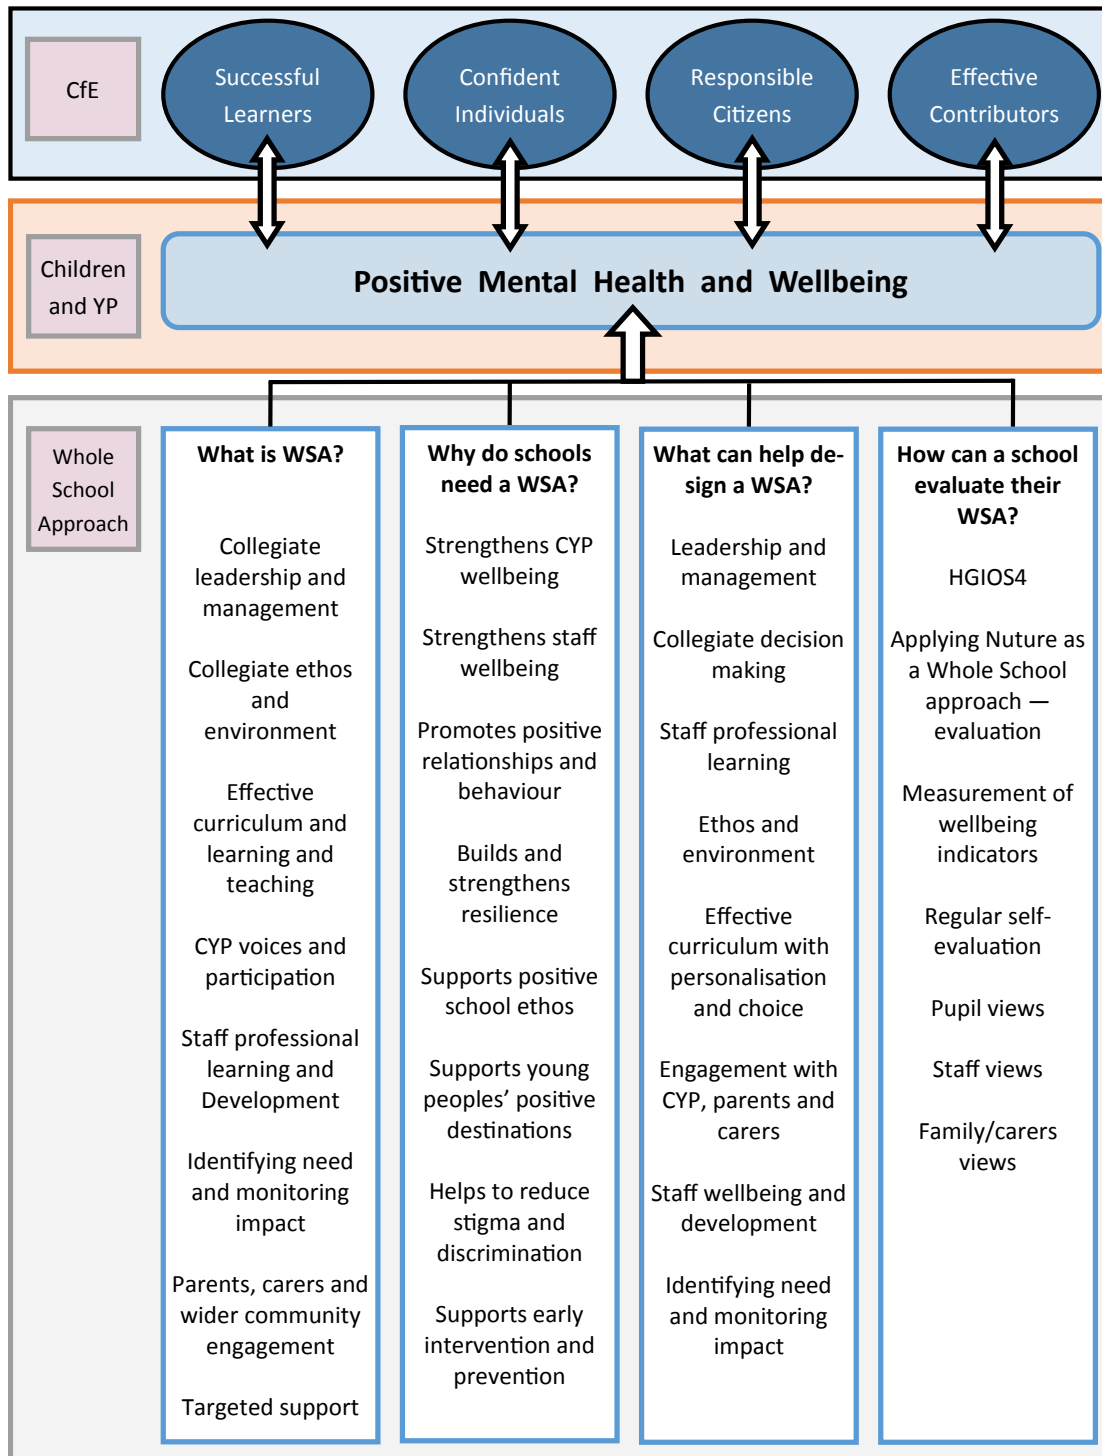 CfE
Successful
Learners
Confident
Individuals
Responsible
Citizens
Effective
Contributors
Children
and YP
Positive Mental Health and Wellbeing
Whole
School
Approach
What is WSA?
Collegiate
leadership and
management
Collegiate ethos
and
environment
Effective
curriculum and
learning and
teaching
CYP voices and
participation
Staff professional
learning and
Development
Identifying need
and monitoring
impact
Parents, carers and
wider community
engagement
Targeted support
Why do schools
need a WSA?
Strengthens CYP
wellbeing
Strengthens staff
wellbeing
Promotes positive
relationships and
behaviour
Builds and
strengthens
resilience
Supports positive
school ethos
Supports young
peoples’ positive
destinations
Helps to reduce
stigma and
discrimination
Supports early
intervention and
prevention
What can help de-
sign a WSA?
Leadership and
management
Collegiate decision
making
Staff professional
learning
Ethos and
environment
Effective
curriculum with
personalisation
and choice
Engagement with
CYP, parents and
carers
Staff wellbeing and
development
Identifying need
and monitoring
impact
How can a school
evaluate their
WSA?
HGIOS4
Applying Nuture as
a Whole School
approach —
evaluation
Measurement of
wellbeing
indicators
Regular self-
evaluation
Pupil views
Staff views
Family/carers
views